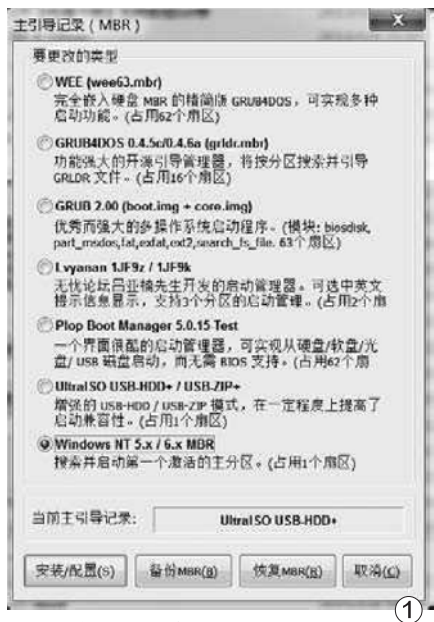 主引导记录（MBR）
要更改的类型
WEE (wee63.mbr)
完全嵌入硬盘 MBR 的精简版 GRUB4DOS，可实现多种
启动功能。(占用62个扇区)
GRUB4DOS 0.4.5c/0.4.6a (grldr.mbr)
功能强大的开源引导管理器，将按分区搜索并引导
GRLDR 文件。(占用16个扇区)
GRUB 2.00 (boot.img + core.img)
优秀而强大的多操作系统启动程序。(模块: biosdisk,
part_msdos,fat,exfat,ext2,search_fs_file. 63个扇区)
Lvyanan 1JF9z / 1JF9k
无忧论坛吕亚楠先生开发的启动管理器。可选中英文
提示信息显示，支持3个分区的启动管理。(占用2个扇
Plop Boot Manager 5.0.15 Test
一个界面很酷的启动管理器，可实现从硬盘/软盘/光
盘/ USB 磁盘启动，而无需 BIOS 支持。(占用62个扇
UltraISO USB-HDD+ / USB-ZIP+
增强的 USB-HDD / USB-ZIP 模式，在一定程度上提高了
启动兼容性。(占用1个扇区)
Windows NT 5.x / 6.x MBR
搜索并启动第一个激活的主分区。(占用1个扇区)
当前主引导记录: UltraISO USB-HDD+
安装/配置(S) 备份MBR(B) 恢复MBR(R) 取消(C)
①